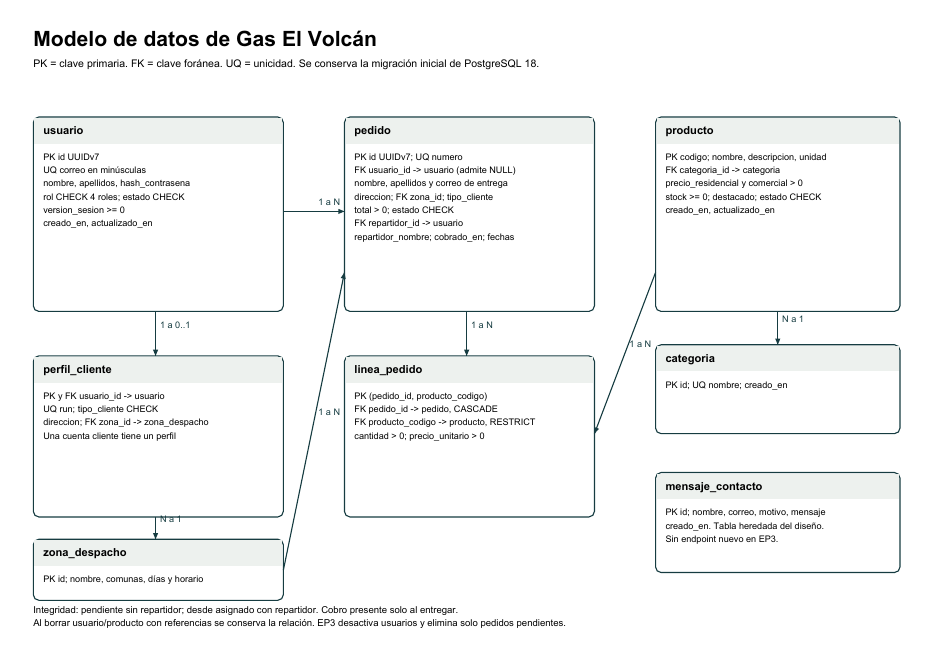 Modelo de datos de Gas El Volcán
PK = clave primaria. FK = clave foránea. UQ = unicidad. Se conserva la migración inicial de PostgreSQL 18.
usuario
PK id UUIDv7
UQ correo en minúsculas
nombre, apellidos, hash_contrasena
rol CHECK 4 roles; estado CHECK
version_sesion >= 0
creado_en, actualizado_en
1 a N
pedido
PK id UUIDv7; UQ numero
FK usuario_id -> usuario (admite NULL)
nombre, apellidos y correo de entrega
direccion; FK zona_id; tipo_cliente
total > 0; estado CHECK
FK repartidor_id -> usuario
repartidor_nombre; cobrado_en; fechas
producto
PK codigo; nombre, descripcion, unidad
FK categoria_id -> categoria
precio_residencial y comercial > 0
stock >= 0; destacado; estado CHECK
creado_en, actualizado_en
1 a 0..1
1 a N
N a 1
1 a N
perfil_cliente
PK y FK usuario_id -> usuario
UQ run; tipo_cliente CHECK
direccion; FK zona_id -> zona_despacho
Una cuenta cliente tiene un perfil
1 a N
linea_pedido
PK (pedido_id, producto_codigo)
FK pedido_id -> pedido, CASCADE
FK producto_codigo -> producto, RESTRICT
cantidad > 0; precio_unitario > 0
categoria
PK id; UQ nombre; creado_en
mensaje_contacto
PK id; nombre, correo, motivo, mensaje
creado_en. Tabla heredada del diseño.
Sin endpoint nuevo en EP3.
N a 1
zona_despacho
PK id; nombre, comunas, días y horario
Integridad: pendiente sin repartidor; desde asignado con repartidor. Cobro presente solo al entregar.
Al borrar usuario/producto con referencias se conserva la relación. EP3 desactiva usuarios y elimina solo pedidos pendientes.